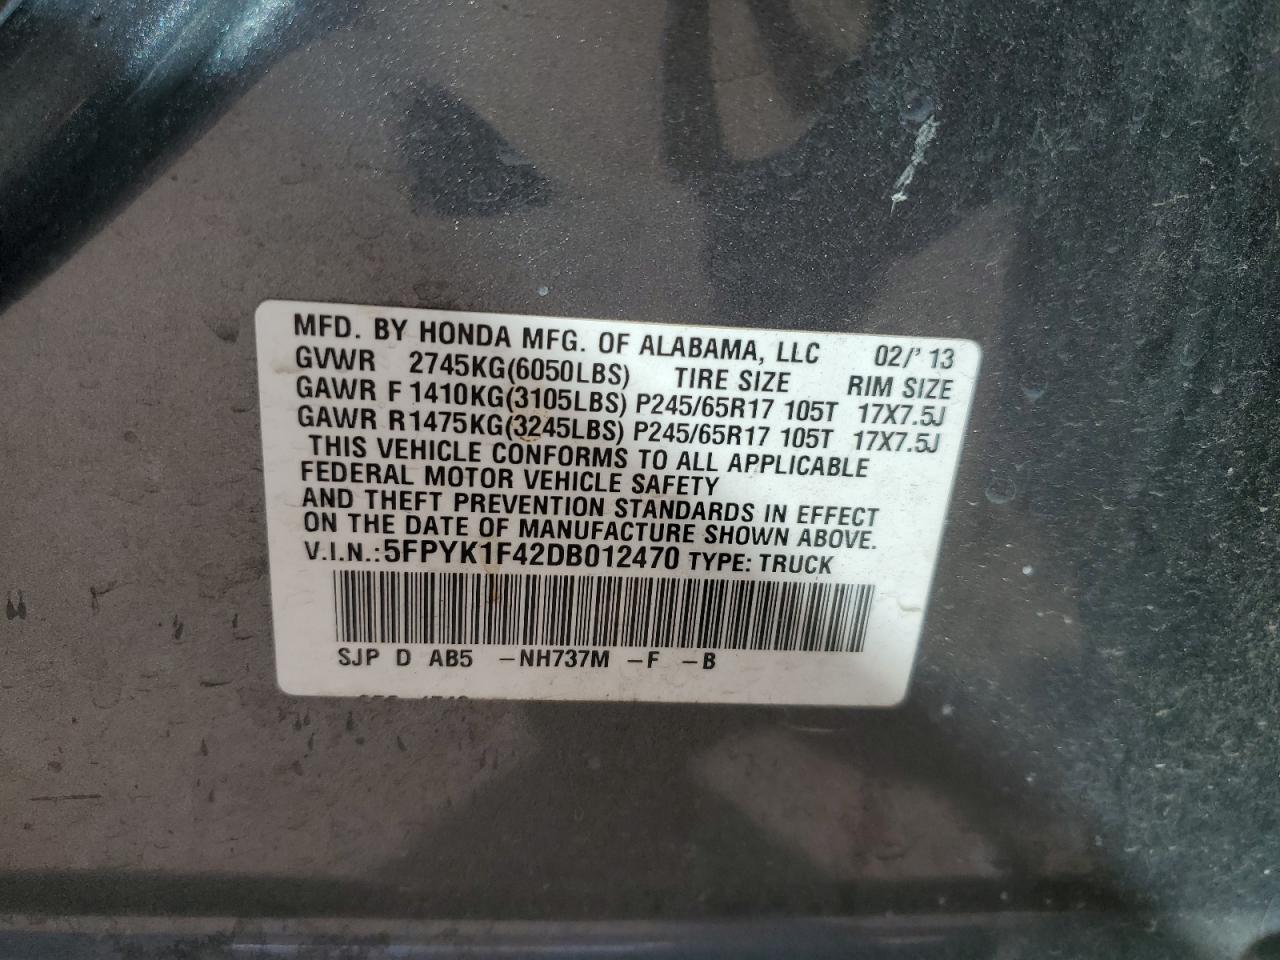 MFD. BY HONDA MFG. OF ALABAMA, LLC 02/'13
GVWR 2745KG(6050LBS) TIRE SIZE RIM SIZE
GAWR F 1410KG(3105LBS) P245/65R17 105T 17X7.5J
GAWR R1475KG(3245LBS) P245/65R17 105T 17X7.5J
THIS VEHICLE CONFORMS TO ALL APPLICABLE
FEDERAL MOTOR VEHICLE SAFETY
AND THEFT PREVENTION STANDARDS IN EFFECT
ON THE DATE OF MANUFACTURE SHOWN ABOVE.
V.I.N.:5FPYK1F42DB012470 TYPE: TRUCK
SJP D AB5 -NH737M -F -B